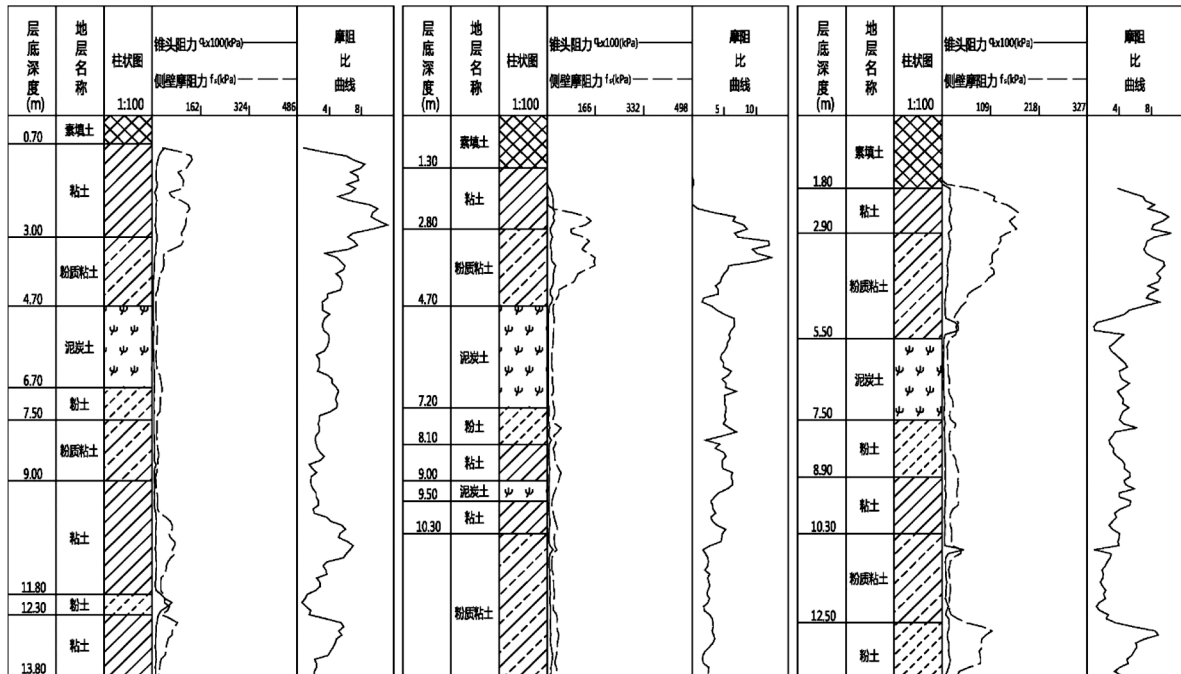 层底深度(m)
地层名称
柱状图
1:100
锥头阻力 qcx100(kPa)
侧壁摩阻力 fs(kPa)
162 324 486
摩阻比曲线
4 8
0.70 素填土
3.00 粘土
4.70 粉质粘土
6.70 泥炭土
7.50 粉土
9.00 粉质粘土
11.80 粘土
12.30 粉土
13.80 粘土
层底深度(m)
地层名称
柱状图
1:100
锥头阻力 qcx100(kPa)
侧壁摩阻力 fs(kPa)
166 332 498
摩阻比曲线
5 10
1.30 素填土
2.80 粘土
4.70 粉质粘土
7.20 泥炭土
8.10 粉土
9.00 粘土
9.50 泥炭土
10.30 粘土
粉质粘土
层底深度(m)
地层名称
柱状图
1:100
锥头阻力 qcx100(kPa)
侧壁摩阻力 fs(kPa)
109 218 327
摩阻比曲线
4 8
1.80 素填土
2.90 粘土
5.50 粉质粘土
7.50 泥炭土
8.90 粉土
10.30 粘土
12.50 粉质粘土
粉土